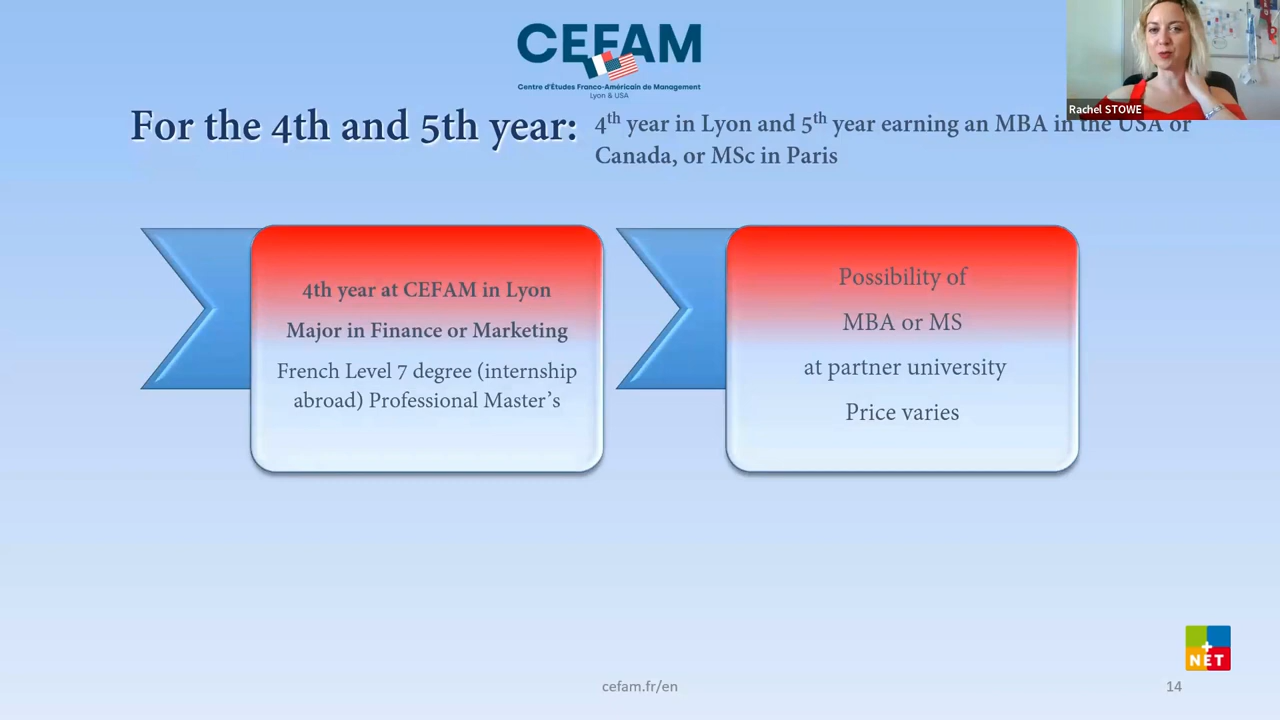 CEFAM
Centre d'Études Franco-Américain de Management
Lyon & USA
Rachel STOWE
For the 4th and 5th year:
4th year in Lyon and 5th year earning an MBA in the USA or
Canada, or MSc in Paris
4th year at CEFAM in Lyon
Major in Finance or Marketing
French Level 7 degree (internship
abroad) Professional Master's
Possibility of
MBA or MS
at partner university
Price varies
+
NET
cefam.fr/en
14